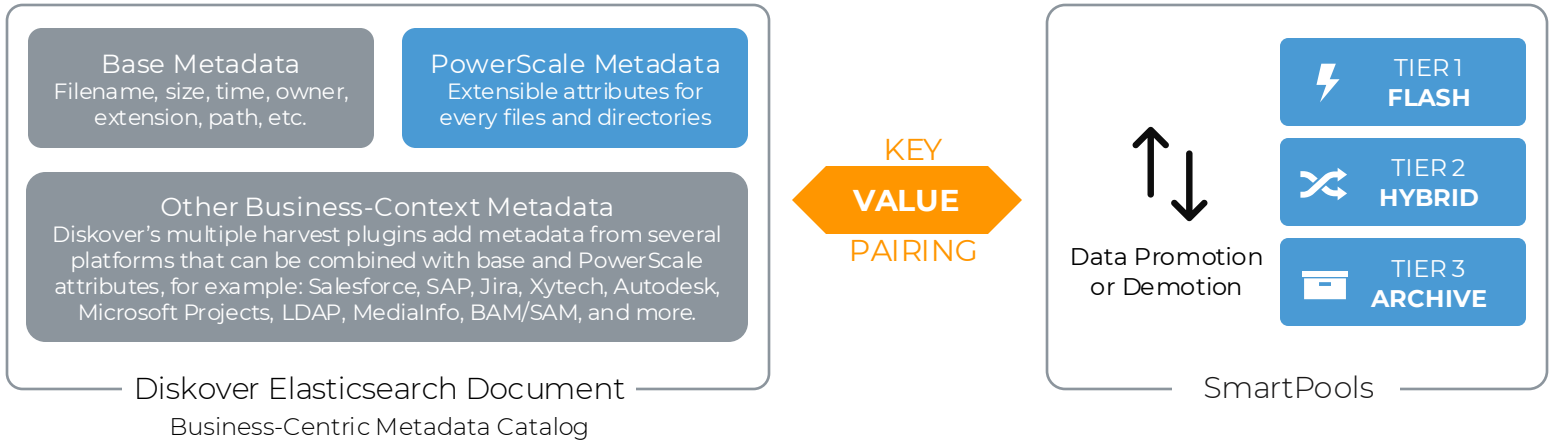 Base Metadata
Filename, size, time, owner,
extension, path, etc.
PowerScale Metadata
Extensible attributes for
every files and directories
Other Business-Context Metadata
Diskover’s multiple harvest plugins add metadata from several
platforms that can be combined with base and PowerScale
attributes, for example: Salesforce, SAP, Jira, Xytech, Autodesk,
Microsoft Projects, LDAP, MediaInfo, BAM/SAM, and more.
Diskover Elasticsearch Document
Business-Centric Metadata Catalog
KEY
VALUE
PAIRING
Data Promotion
or Demotion
TIER 1
FLASH
TIER 2
HYBRID
TIER 3
ARCHIVE
SmartPools